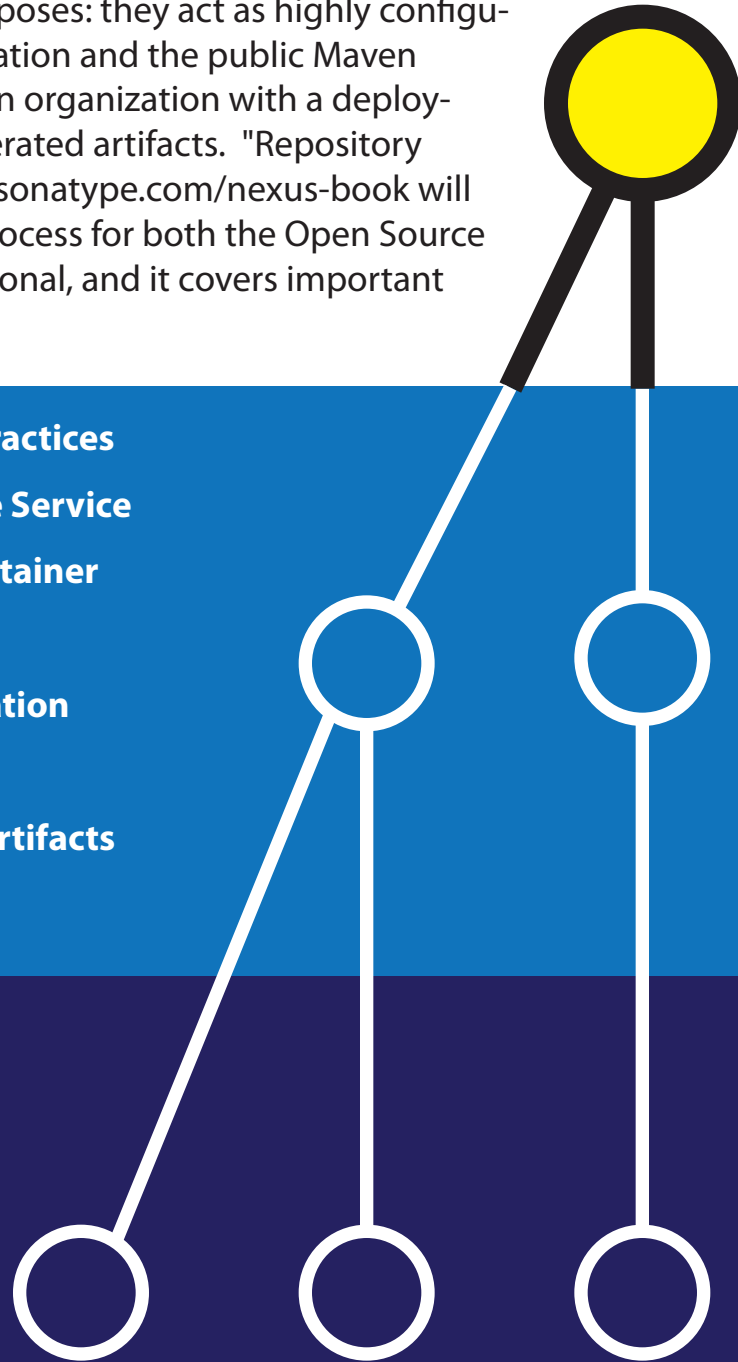 poses: they act as highly configu-
ation and the public Maven
n organization with a deploy-
erated artifacts. "Repository
sonatype.com/nexus-book will
ocess for both the Open Source
onal, and it covers important
ractices
e Service
tainer
ation
rtifacts